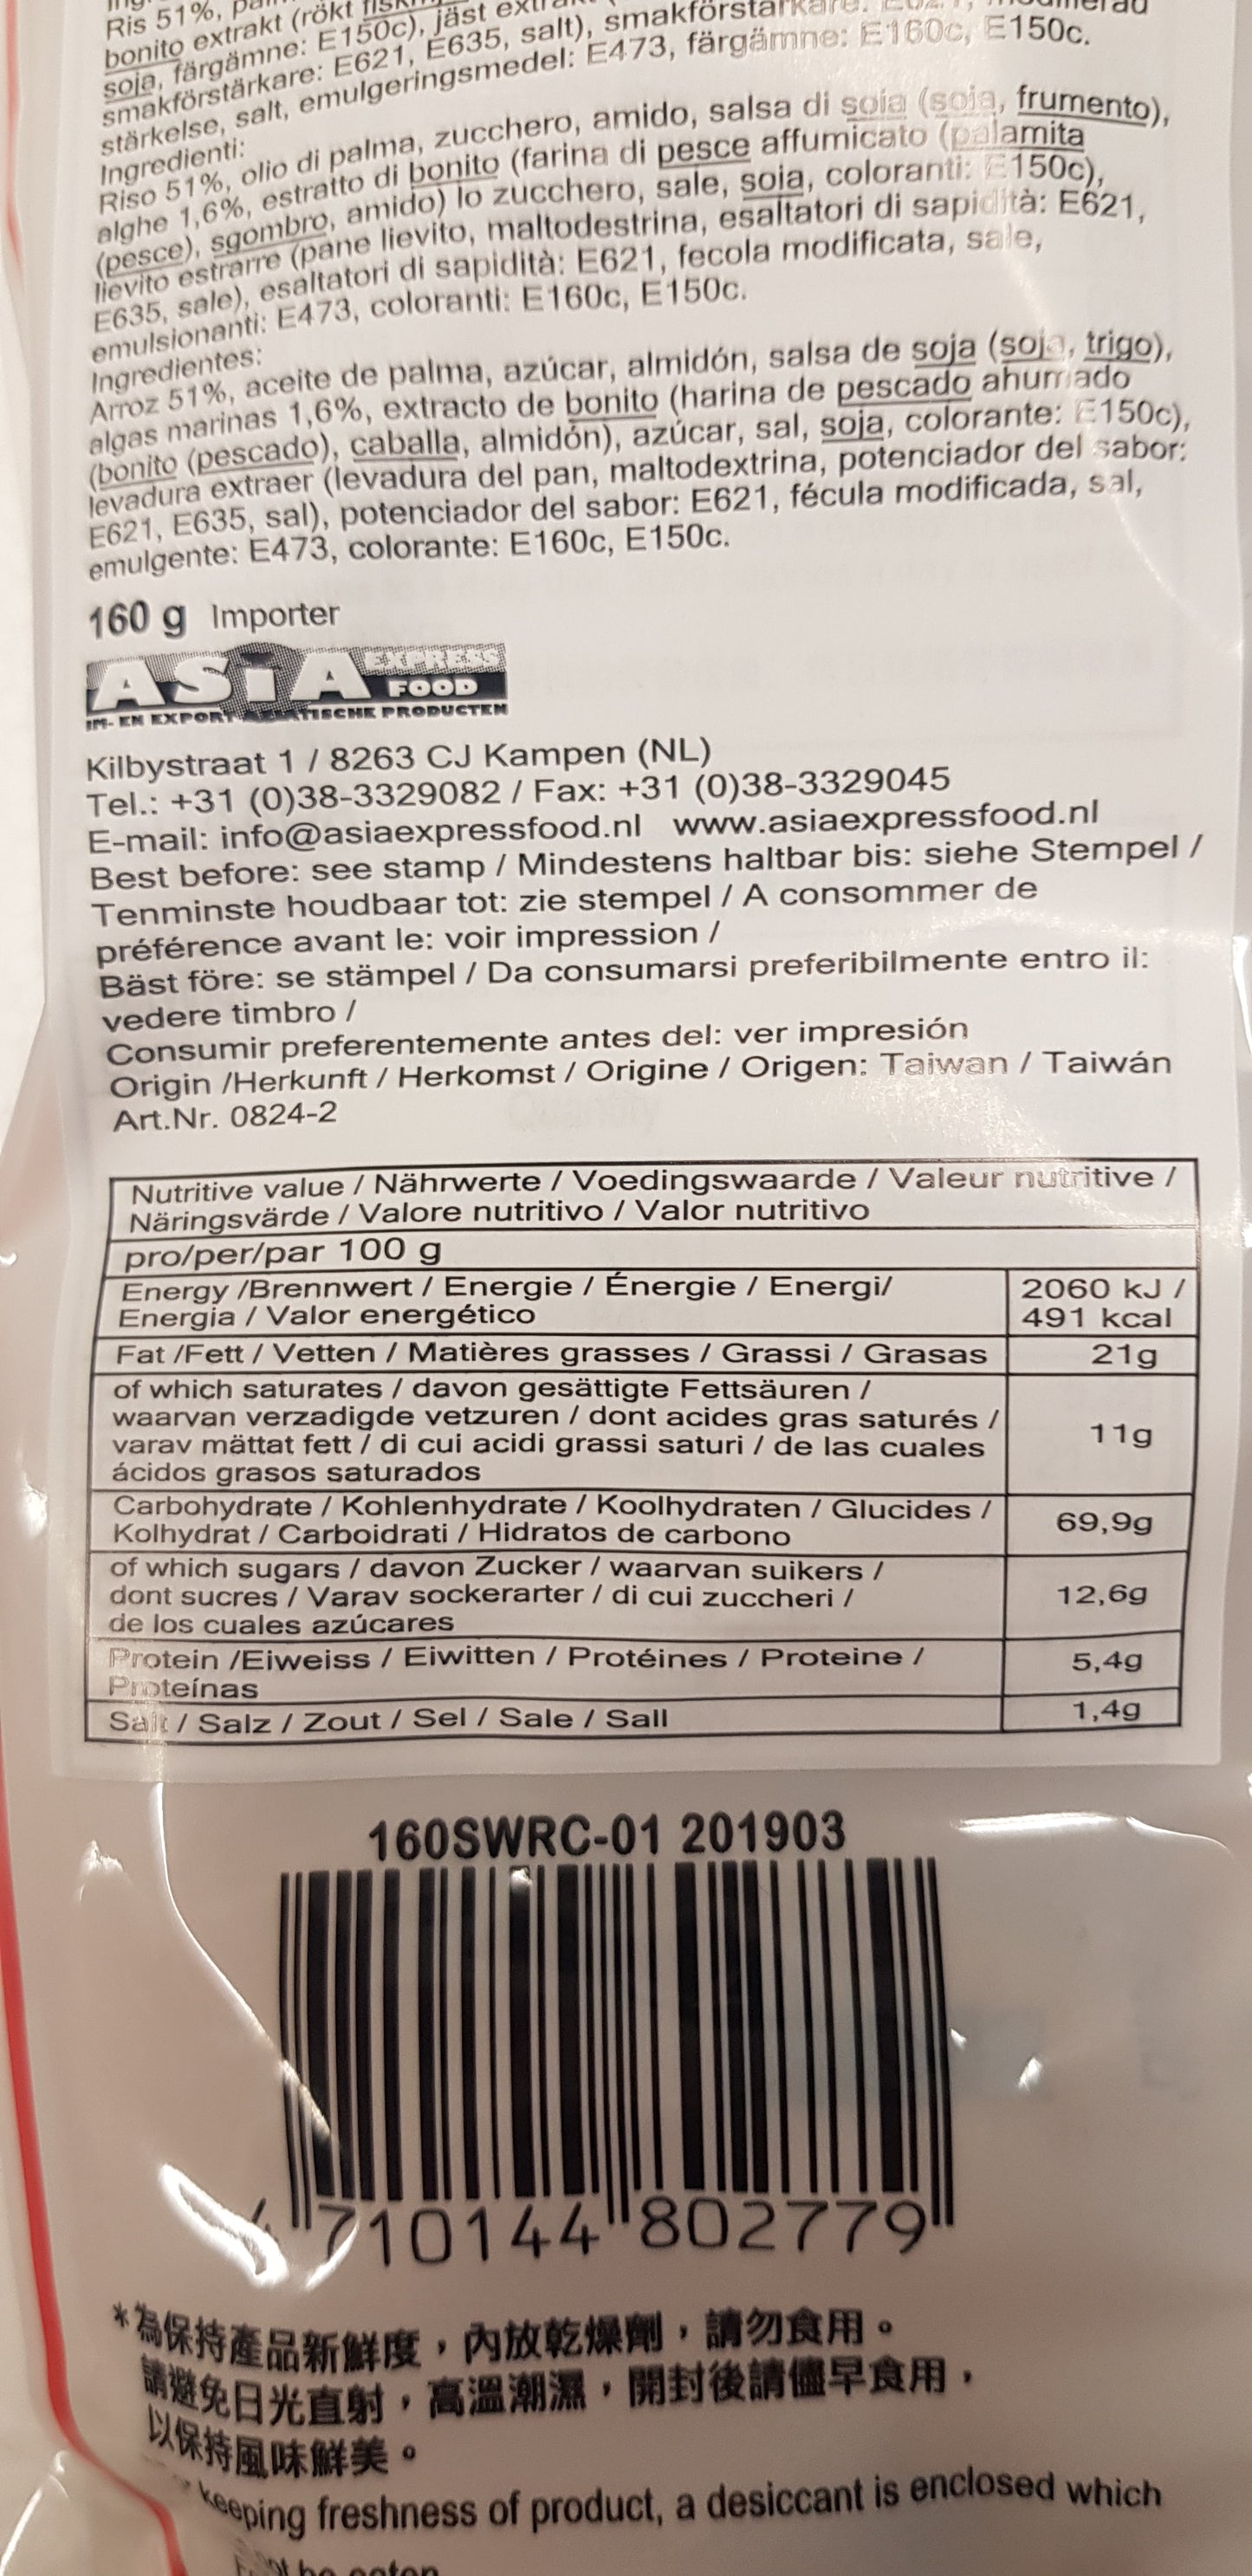 Ris 51%,
bonito extrakt (rökt
soja, färgämne: E150c), jäst
smakförstärkare: E621, E635, salt), smakförstärkare:
stärkelse, salt, emulgeringsmedel: E473, färgämne: E160c, E150c.
Ingredienti:
Riso 51%, olio di palma, zucchero, amido, salsa di soia (soia, frumento),
alghe 1,6%, estratto di bonito (farina di pesce affumicato (palamita
(pesce), sgombro, amido) lo zucchero, sale, soia, coloranti: E150c),
lievito estrarre (pane lievito, maltodestrina, esaltatori di sapidità: E621,
E635, sale), esaltatori di sapidità: E621, fecola modificata, sale,
emulsionanti: E473, coloranti: E160c, E150c.
Ingredientes:
Arroz 51%, aceite de palma, azúcar, almidón, salsa de soja (soja, trigo),
algas marinas 1,6%, extracto de bonito (harina de pescado ahumado
(bonito (pescado), caballa, almidón), azúcar, sal, soja, colorante: E150c),
levadura extraer (levadura del pan, maltodextrina, potenciador del sabor:
E621, E635, sal), potenciador del sabor: E621, fécula modificada, sal,
emulgente: E473, colorante: E160c, E150c.
160 g Importer
ASiA EXPRESS
FOOD
IM- EN EXPORT AZIATISCHE PRODUCTEN
Kilbystraat 1 / 8263 CJ Kampen (NL)
Tel.: +31 (0)38-3329082 / Fax: +31 (0)38-3329045
E-mail: info@asiaexpressfood.nl www.asiaexpressfood.nl
Best before: see stamp / Mindestens haltbar bis: siehe Stempel /
Tenminste houdbaar tot: zie stempel / A consommer de
préférence avant le: voir impression /
Bäst före: se stämpel / Da consumarsi preferibilmente entro il:
vedere timbro /
Consumir preferentemente antes del: ver impresión
Origin /Herkunft / Herkomst / Origine / Origen: Taiwan / Taiwán
Art.Nr. 0824-2
Nutritive value / Nährwerte / Voedingswaarde / Valeur nutritive /
Näringsvärde / Valore nutritivo / Valor nutritivo
pro/per/par 100 g
Energy /Brennwert / Energie / Énergie / Energi/ 2060 kJ /
Energia / Valor energético 491 kcal
Fat /Fett / Vetten / Matières grasses / Grassi / Grasas 21g
of which saturates / davon gesättigte Fettsäuren /
waarvan verzadigde vetzuren / dont acides gras saturés /
varav mättat fett / di cui acidi grassi saturi / de las cuales 11g
ácidos grasos saturados
Carbohydrate / Kohlenhydrate / Koolhydraten / Glucides /
Kolhydrat / Carboidrati / Hidratos de carbono 69,9g
of which sugars / davon Zucker / waarvan suikers /
dont sucres / Varav sockerarter / di cui zuccheri / 12,6g
de los cuales azúcares
Protein /Eiweiss / Eiwitten / Protéines / Proteine / 5,4g
Proteínas
Salt / Salz / Zout / Sel / Sale / Sall 1,4g
160SWRC-01 201903
4 710144 802779
*為保持產品新鮮度，內放乾燥劑，請勿食用。
請避免日光直射，高溫潮濕，開封後請儘早食用，
以保持風味鮮美。
keeping freshness of product, a desiccant is enclosed which
be eaten